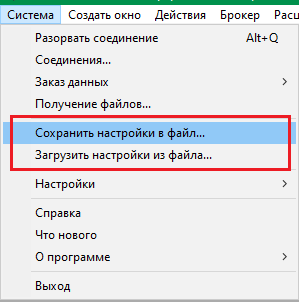 Система Создать окно Действия Брокер Расц
Разорвать соединение Alt+Q
Соединения...
Заказ данных
Получение файлов...
Сохранить настройки в файл...
Загрузить настройки из файла...
Настройки
Справка
Что нового
О программе
Выход